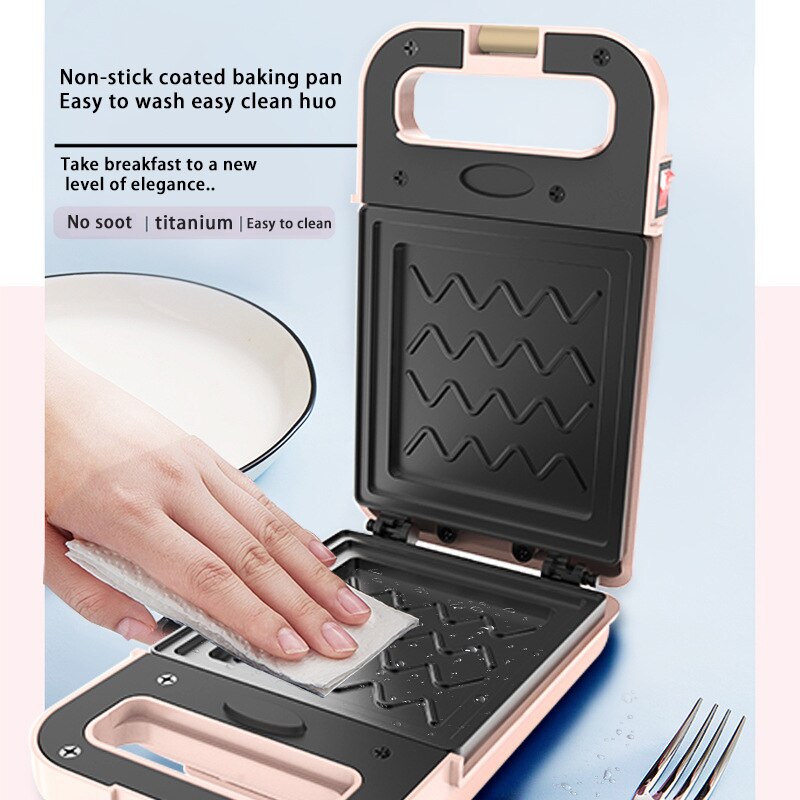 Non-stick coated baking pan
Easy to wash easy clean huo
Take breakfast to a new
level of elegance..
No soot | titanium | Easy to clean